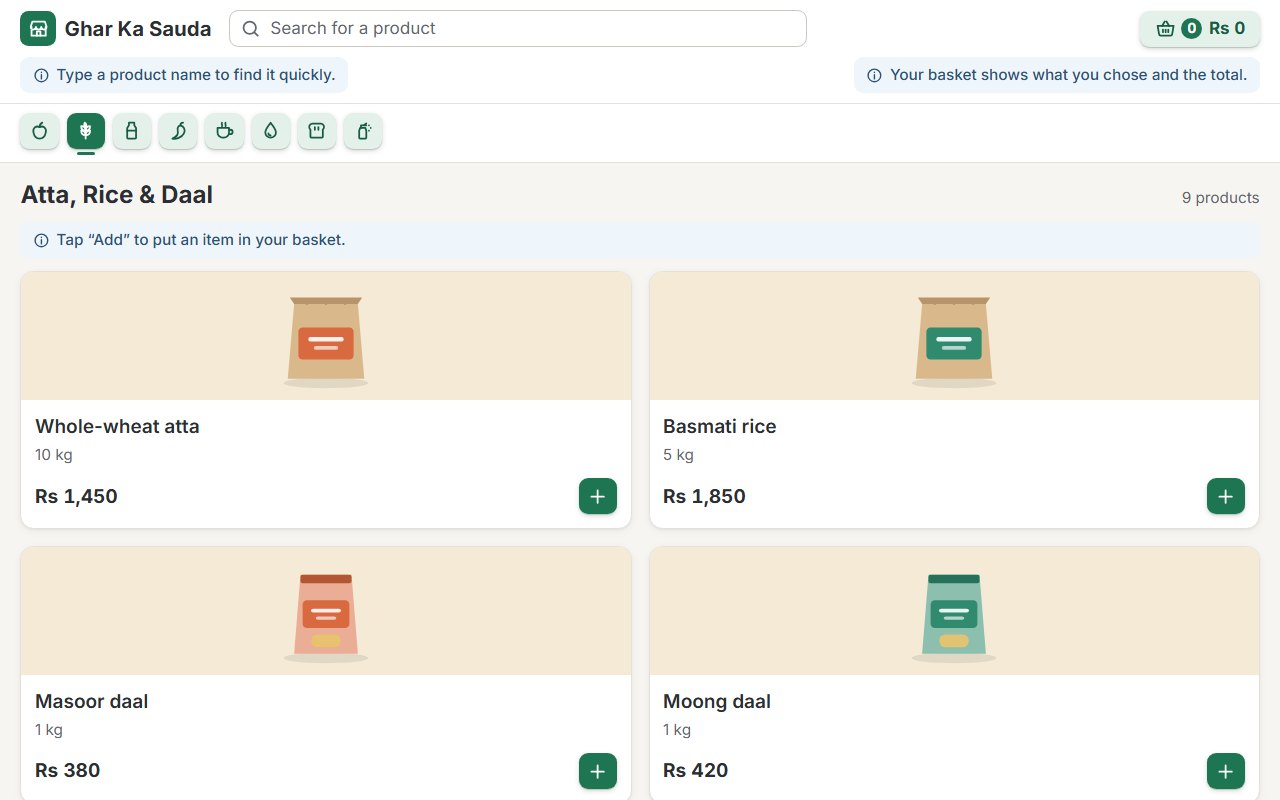 Ghar Ka Sauda
Search for a product
0 Rs 0
Type a product name to find it quickly.
Your basket shows what you chose and the total.
Atta, Rice & Daal
9 products
Tap “Add” to put an item in your basket.
Whole-wheat atta
10 kg
Rs 1,450
Basmati rice
5 kg
Rs 1,850
Masoor daal
1 kg
Rs 380
Moong daal
1 kg
Rs 420